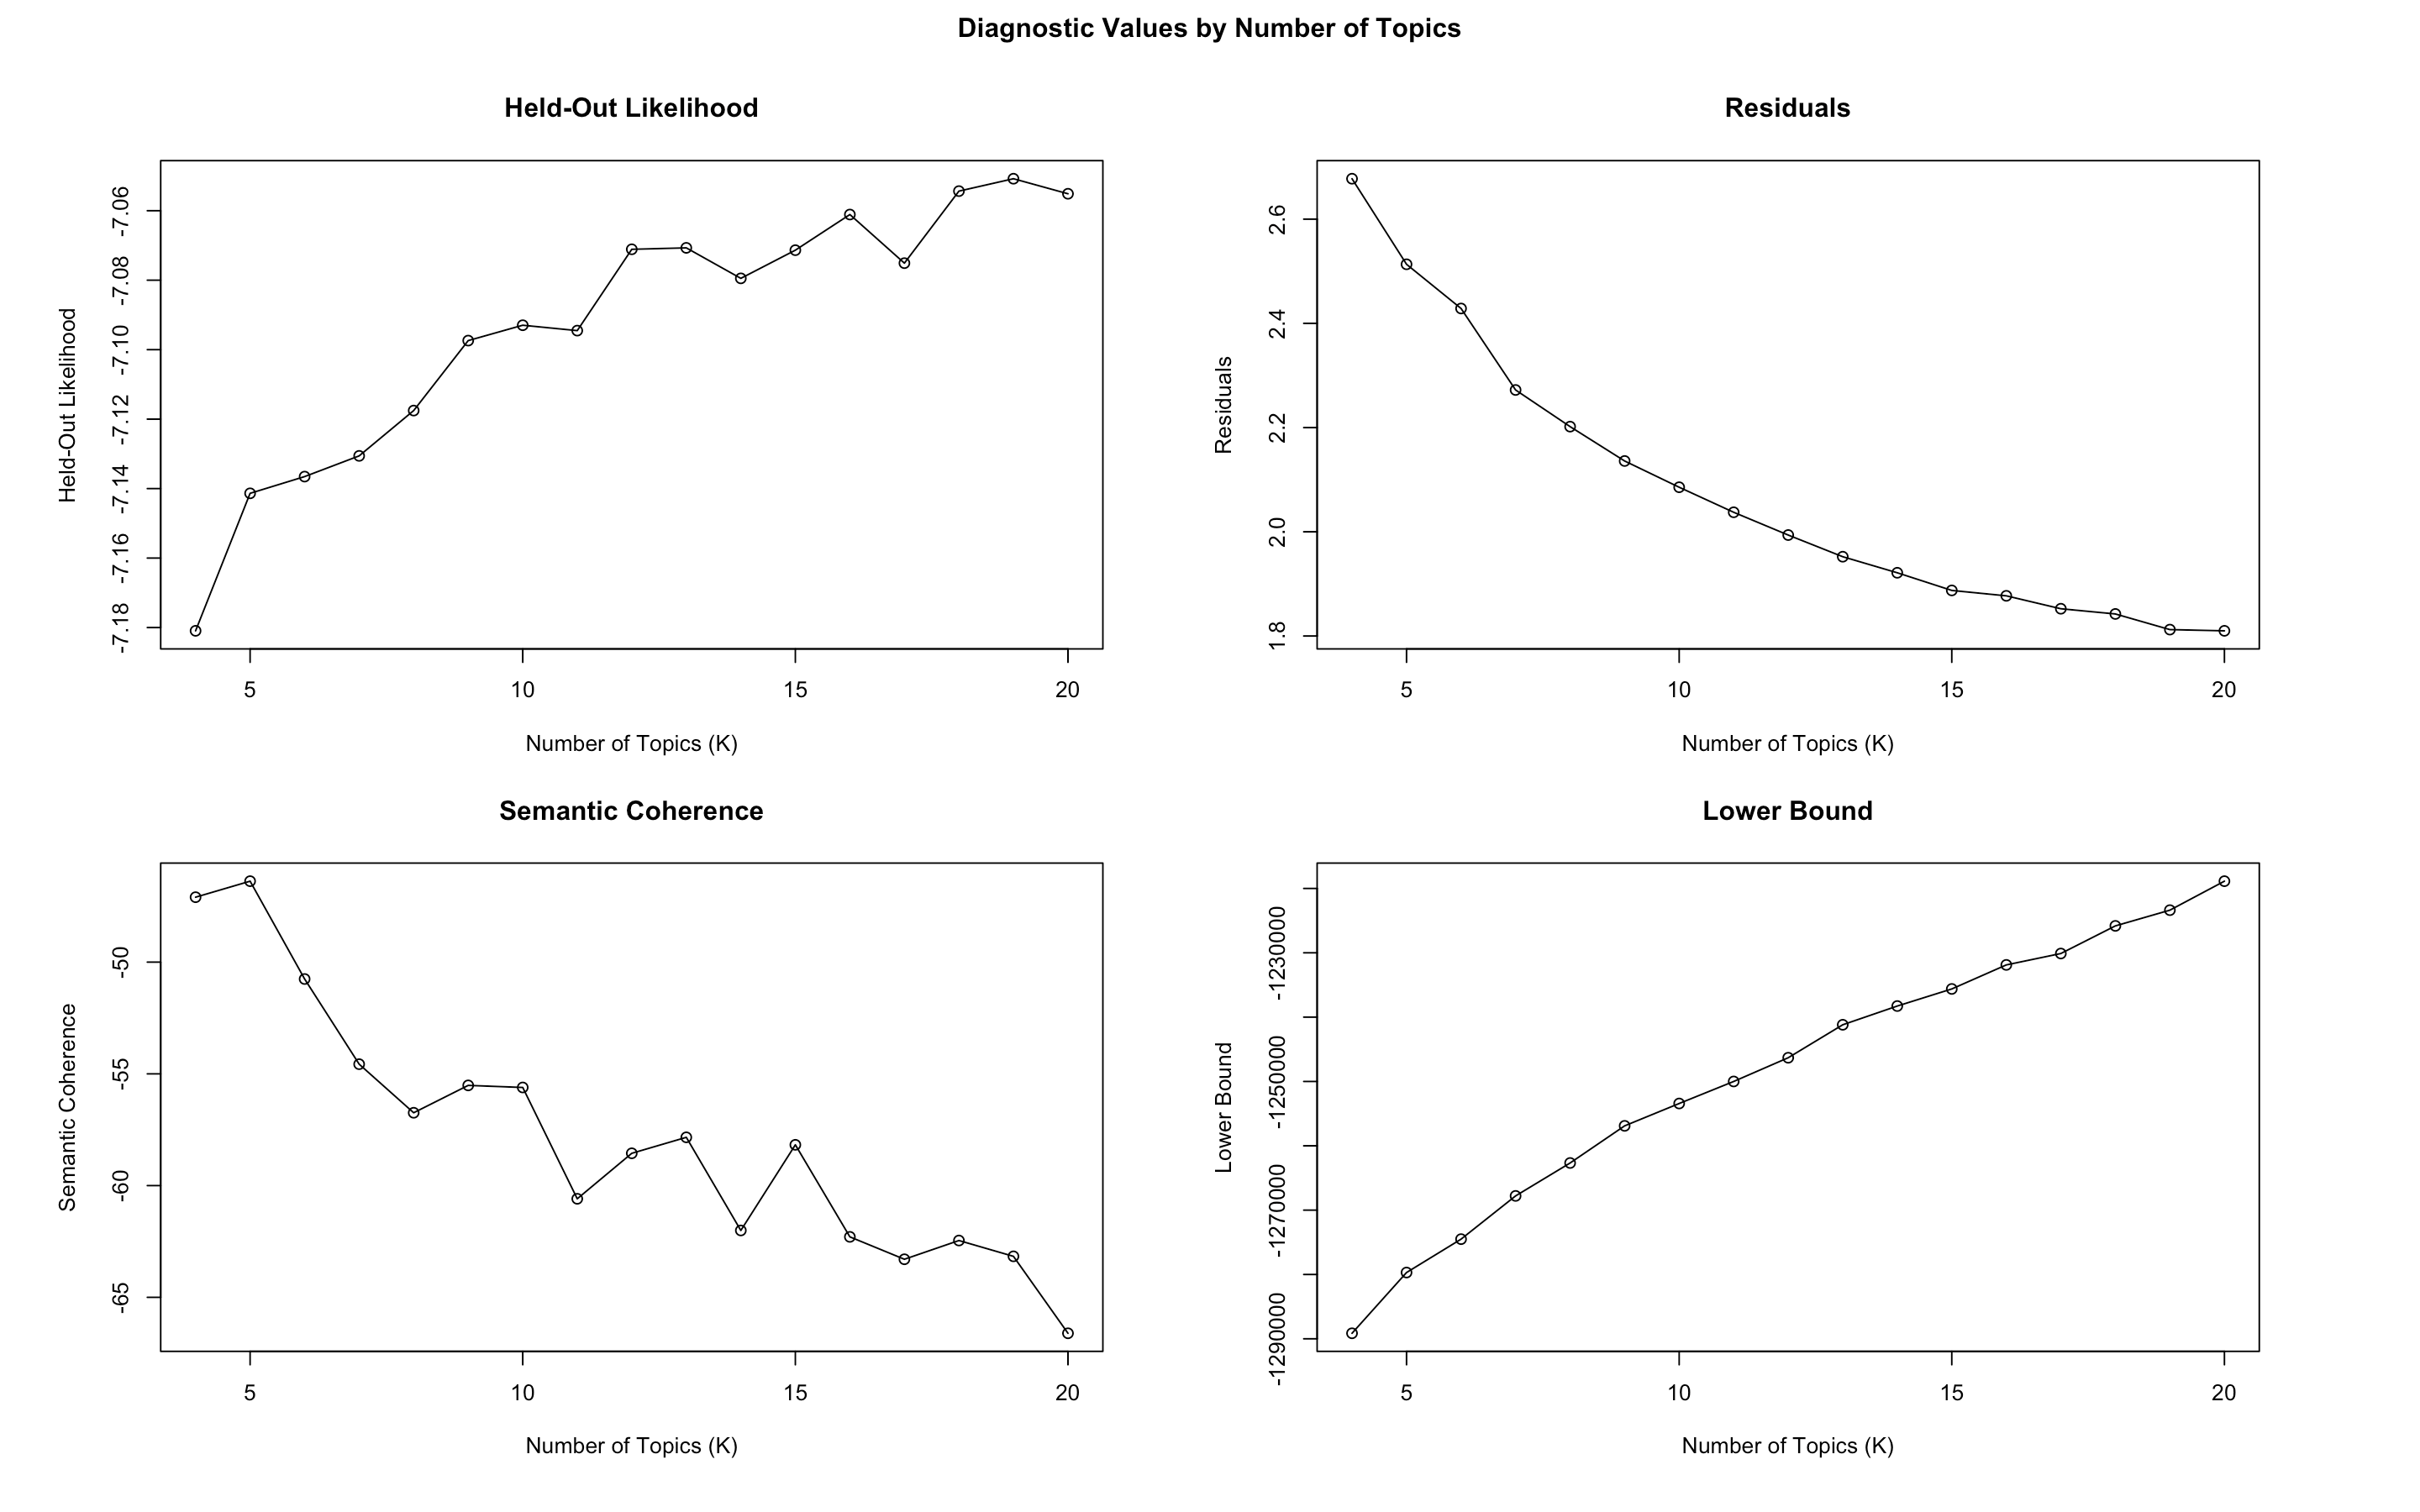 Diagnostic Values by Number of Topics
Held-Out Likelihood
Held-Out Likelihood
-7.06
-7.08
-7.10
-7.12
-7.14
-7.16
-7.18
5 10 15 20
Number of Topics (K)
Residuals
Residuals
2.6
2.4
2.2
2.0
1.8
5 10 15 20
Number of Topics (K)
Semantic Coherence
Semantic Coherence
-50
-55
-60
-65
5 10 15 20
Number of Topics (K)
Lower Bound
Lower Bound
-1230000
-1250000
-1270000
-1290000
5 10 15 20
Number of Topics (K)